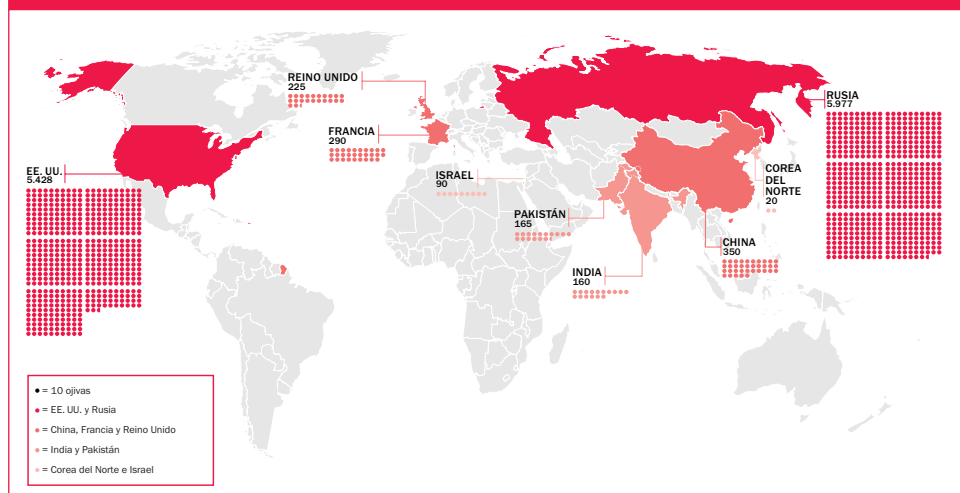 REINO UNIDO
225
RUSIA
5.977
FRANCIA
290
EE. UU.
5.428
ISRAEL
90
COREA
DEL
NORTE
20
PAKISTÁN
165
CHINA
350
INDIA
160
= 10 ojivas
= EE. UU. y Rusia
= China, Francia y Reino Unido
= India y Pakistán
= Corea del Norte e Israel